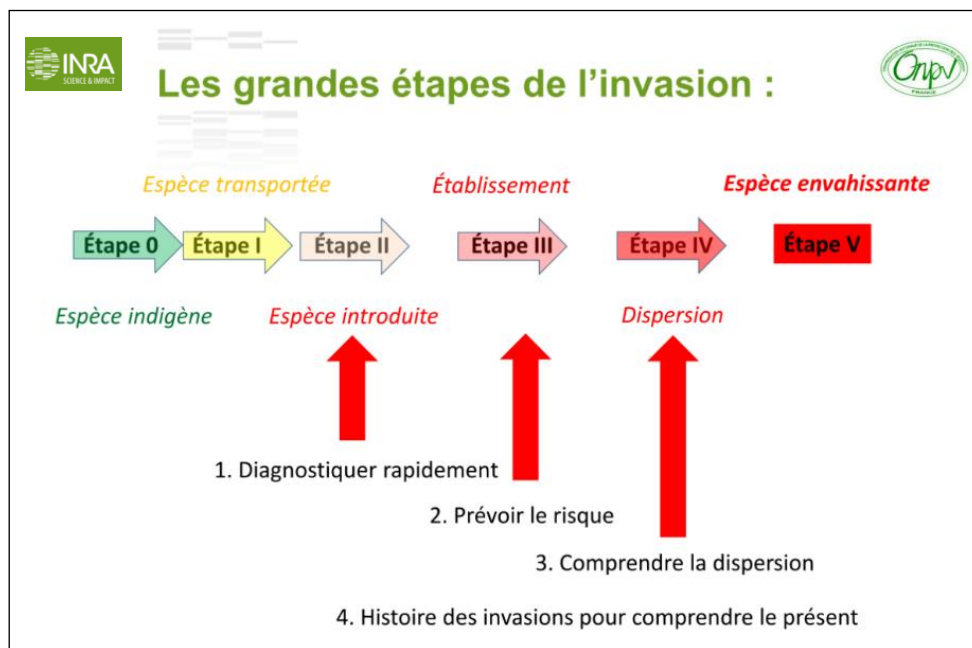 INRA
SCIENCE & IMPACT
Les grandes étapes de l'invasion :
Onpv
FRANCE
Espèce transportée
Établissement
Espèce envahissante
Étape 0
Étape I
Étape II
Étape III
Étape IV
Étape V
Espèce indigène
Espèce introduite
Dispersion
1. Diagnostiquer rapidement
2. Prévoir le risque
3. Comprendre la dispersion
4. Histoire des invasions pour comprendre le présent